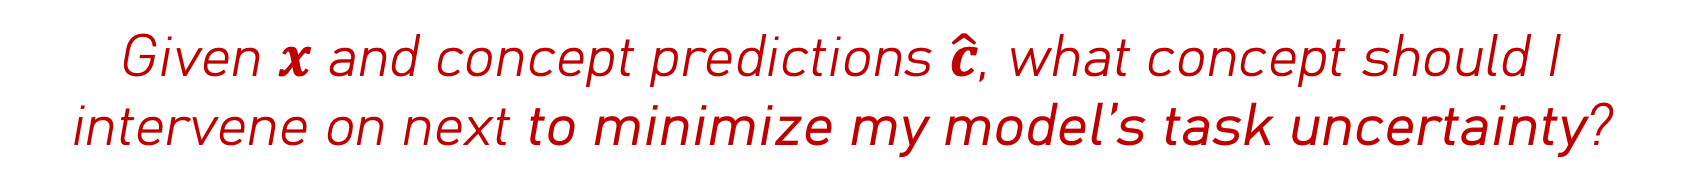 Given x and concept predictions ĉ, what concept should I
intervene on next to minimize my model's task uncertainty?